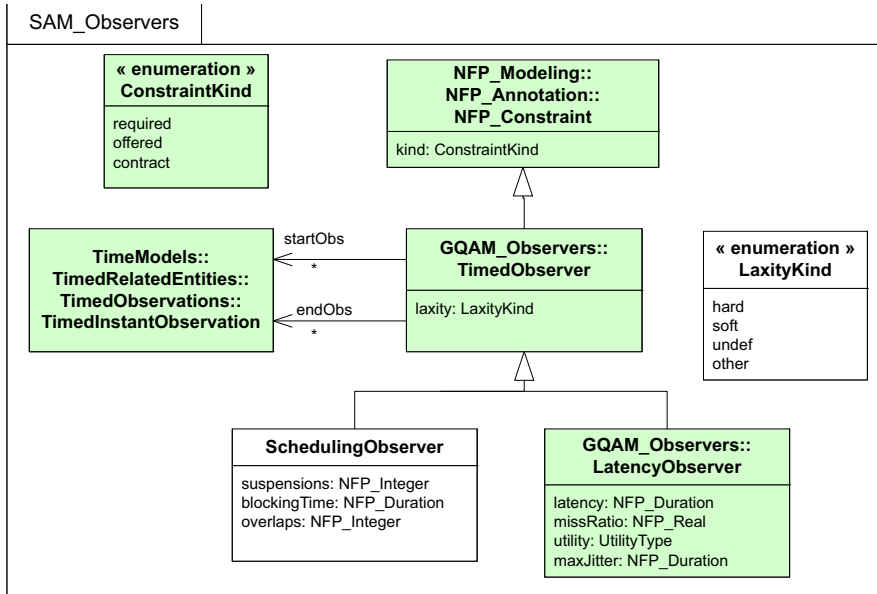 SAM_Observers
« enumeration »
ConstraintKind
required
offered
contract
NFP_Modeling::
NFP_Annotation::
NFP_Constraint
kind: ConstraintKind
TimeModels::
TimedRelatedEntities::
TimedObservations::
TimedInstantObservation
startObs
*
endObs
*
GQAM_Observers::
TimedObserver
laxity: LaxityKind
« enumeration »
LaxityKind
hard
soft
undef
other
SchedulingObserver
suspensions: NFP_Integer
blockingTime: NFP_Duration
overlaps: NFP_Integer
GQAM_Observers::
LatencyObserver
latency: NFP_Duration
missRatio: NFP_Real
utility: UtilityType
maxJitter: NFP_Duration